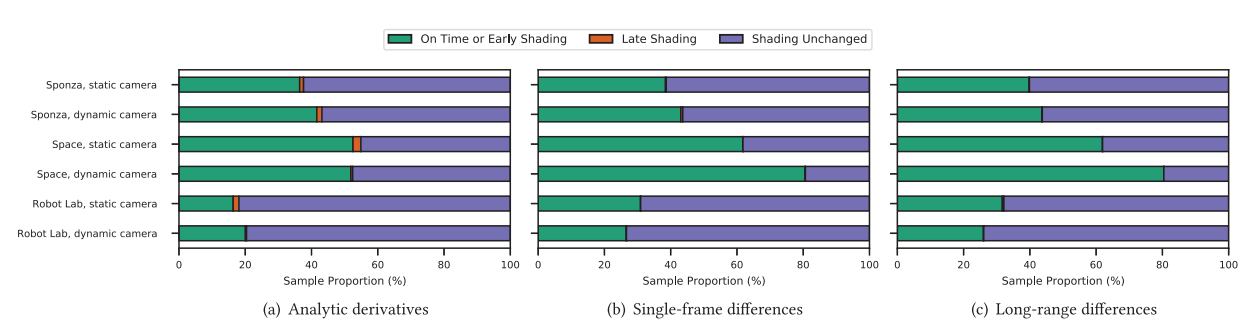 On Time or Early Shading Late Shading Shading Unchanged
Sponza, static camera
Sponza, dynamic camera
Space, static camera
Space, dynamic camera
Robot Lab, static camera
Robot Lab, dynamic camera
0 20 40 60 80 100 0 20 40 60 80 100 0 20 40 60 80 100
Sample Proportion (%) Sample Proportion (%) Sample Proportion (%)
(a) Analytic derivatives (b) Single-frame differences (c) Long-range differences